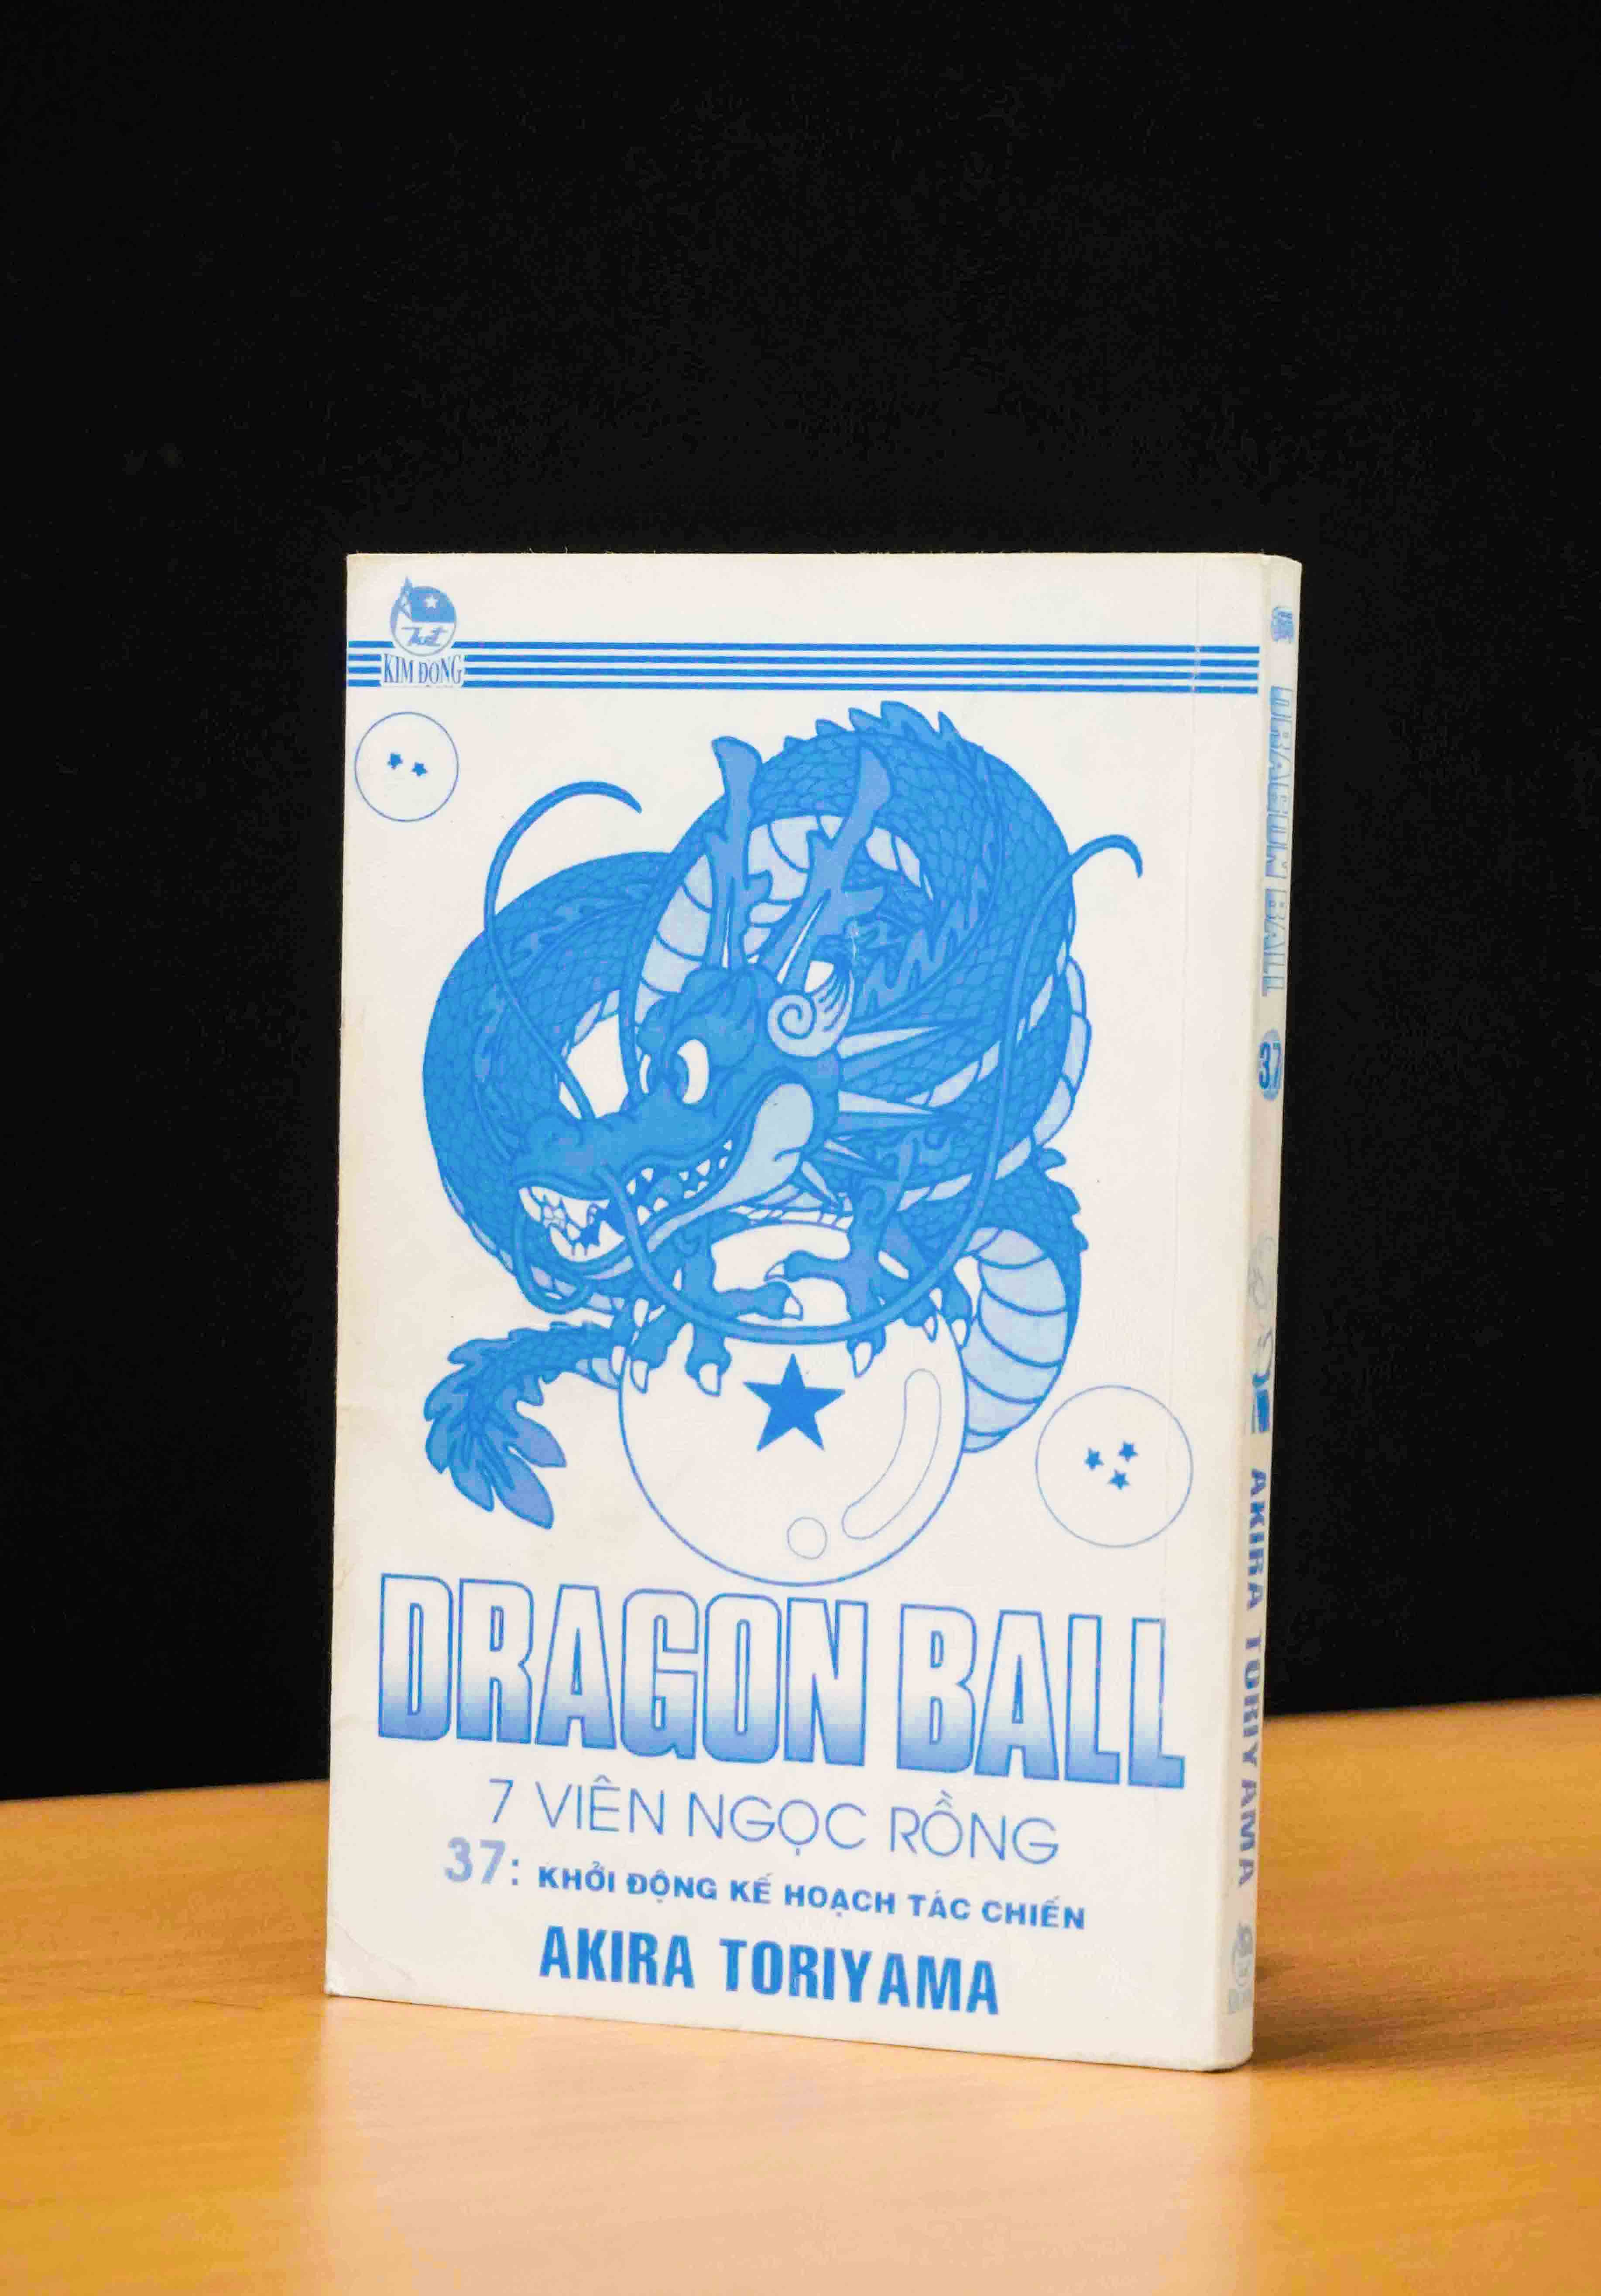 KIM ĐỒNG
DRAGON BALL
7 VIÊN NGỌC RỒNG
37: KHỞI ĐỘNG KẾ HOẠCH TÁC CHIẾN
AKIRA TORIYAMA
DRAGON BALL
37
AKIRA TORIYAMA